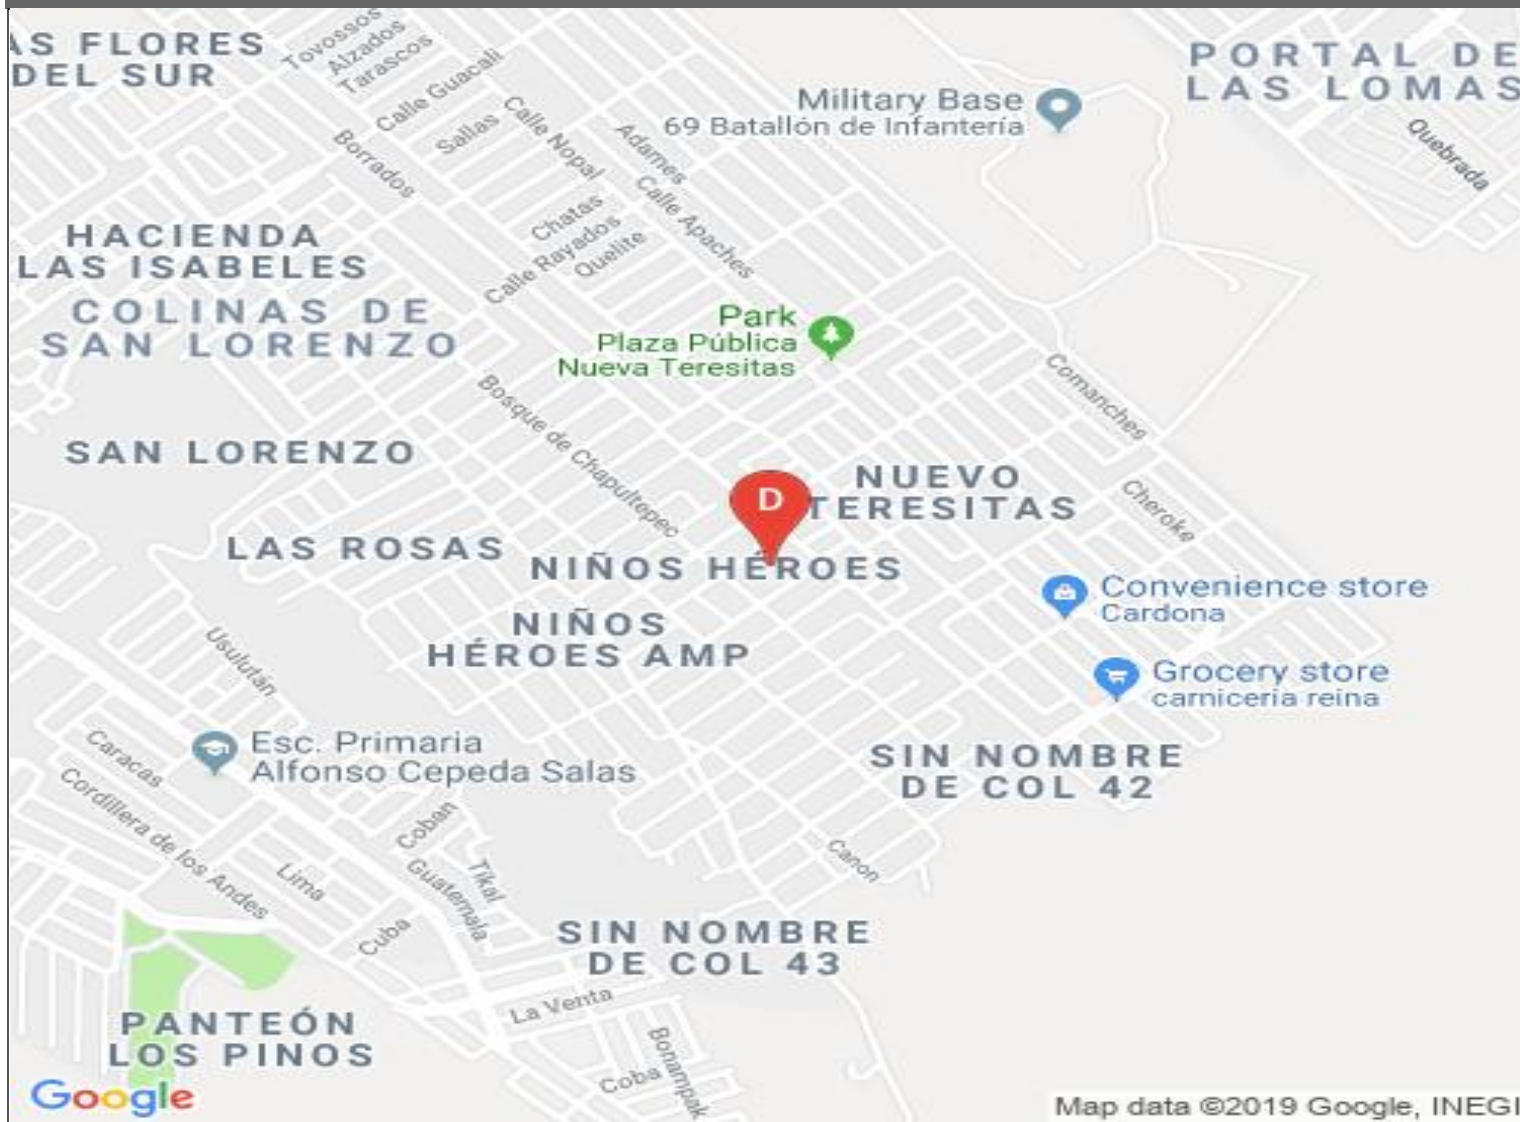 AS FLORES
DEL SUR
Tovossos
Alzados
Tarascos
Calle Guacali
Sallas
Calle Nopal
Borrados
Adames
Military Base
69 Batallón de Infantería
PORTAL DE
LAS LOMAS
Quebrada
Calle Apaches
Chatas
Calle Rayados
Quelite
HACIENDA
LAS ISABELES
COLINAS DE
SAN LORENZO
Park
Plaza Pública
Nueva Teresitas
Comanches
Bosque de Chapultepec
SAN LORENZO
D
NUEVO
TERESITAS
Cheroke
LAS ROSAS
NIÑOS HÉROES
Convenience store
Cardona
NIÑOS
HÉROES AMP
Usulután
Grocery store
carniceria reina
Esc. Primaria
Alfonso Cepeda Salas
Caracas
Cordillera de los Andes
SIN NOMBRE
DE COL 42
Coban
Tikal
Guatemala
Lima
Cuba
Canon
SIN NOMBRE
DE COL 43
La Venta
PANTEÓN
LOS PINOS
Bonampak
Coba
Google
Map data ©2019 Google, INEGI